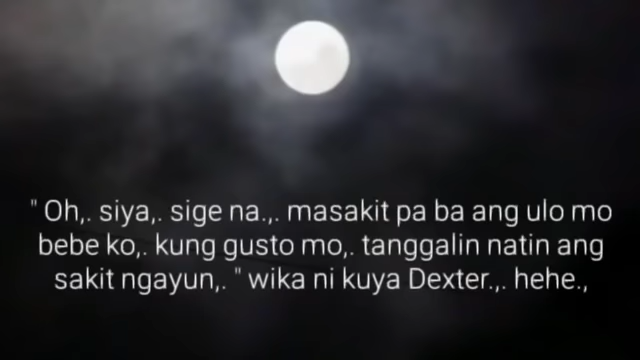 " Oh,. siya,. sige na.,. masakit pa ba ang ulo mo
bebe ko,. kung gusto mo,. tanggalin natin ang
sakit ngayun,. " wika ni kuya Dexter.,. hehe.,